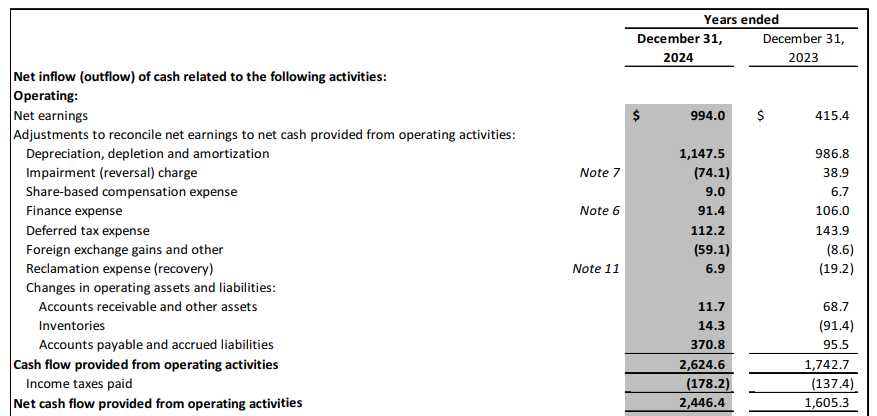 Years ended
December 31, December 31,
2024 2023
Net inflow (outflow) of cash related to the following activities:
Operating:
Net earnings $ 994.0 $ 415.4
Adjustments to reconcile net earnings to net cash provided from operating activities:
Depreciation, depletion and amortization 1,147.5 986.8
Impairment (reversal) charge Note 7 (74.1) 38.9
Share-based compensation expense 9.0 6.7
Finance expense Note 6 91.4 106.0
Deferred tax expense 112.2 143.9
Foreign exchange gains and other (59.1) (8.6)
Reclamation expense (recovery) Note 11 6.9 (19.2)
Changes in operating assets and liabilities:
Accounts receivable and other assets 11.7 68.7
Inventories 14.3 (91.4)
Accounts payable and accrued liabilities 370.8 95.5
Cash flow provided from operating activities 2,624.6 1,742.7
Income taxes paid (178.2) (137.4)
Net cash flow provided from operating activities 2,446.4 1,605.3